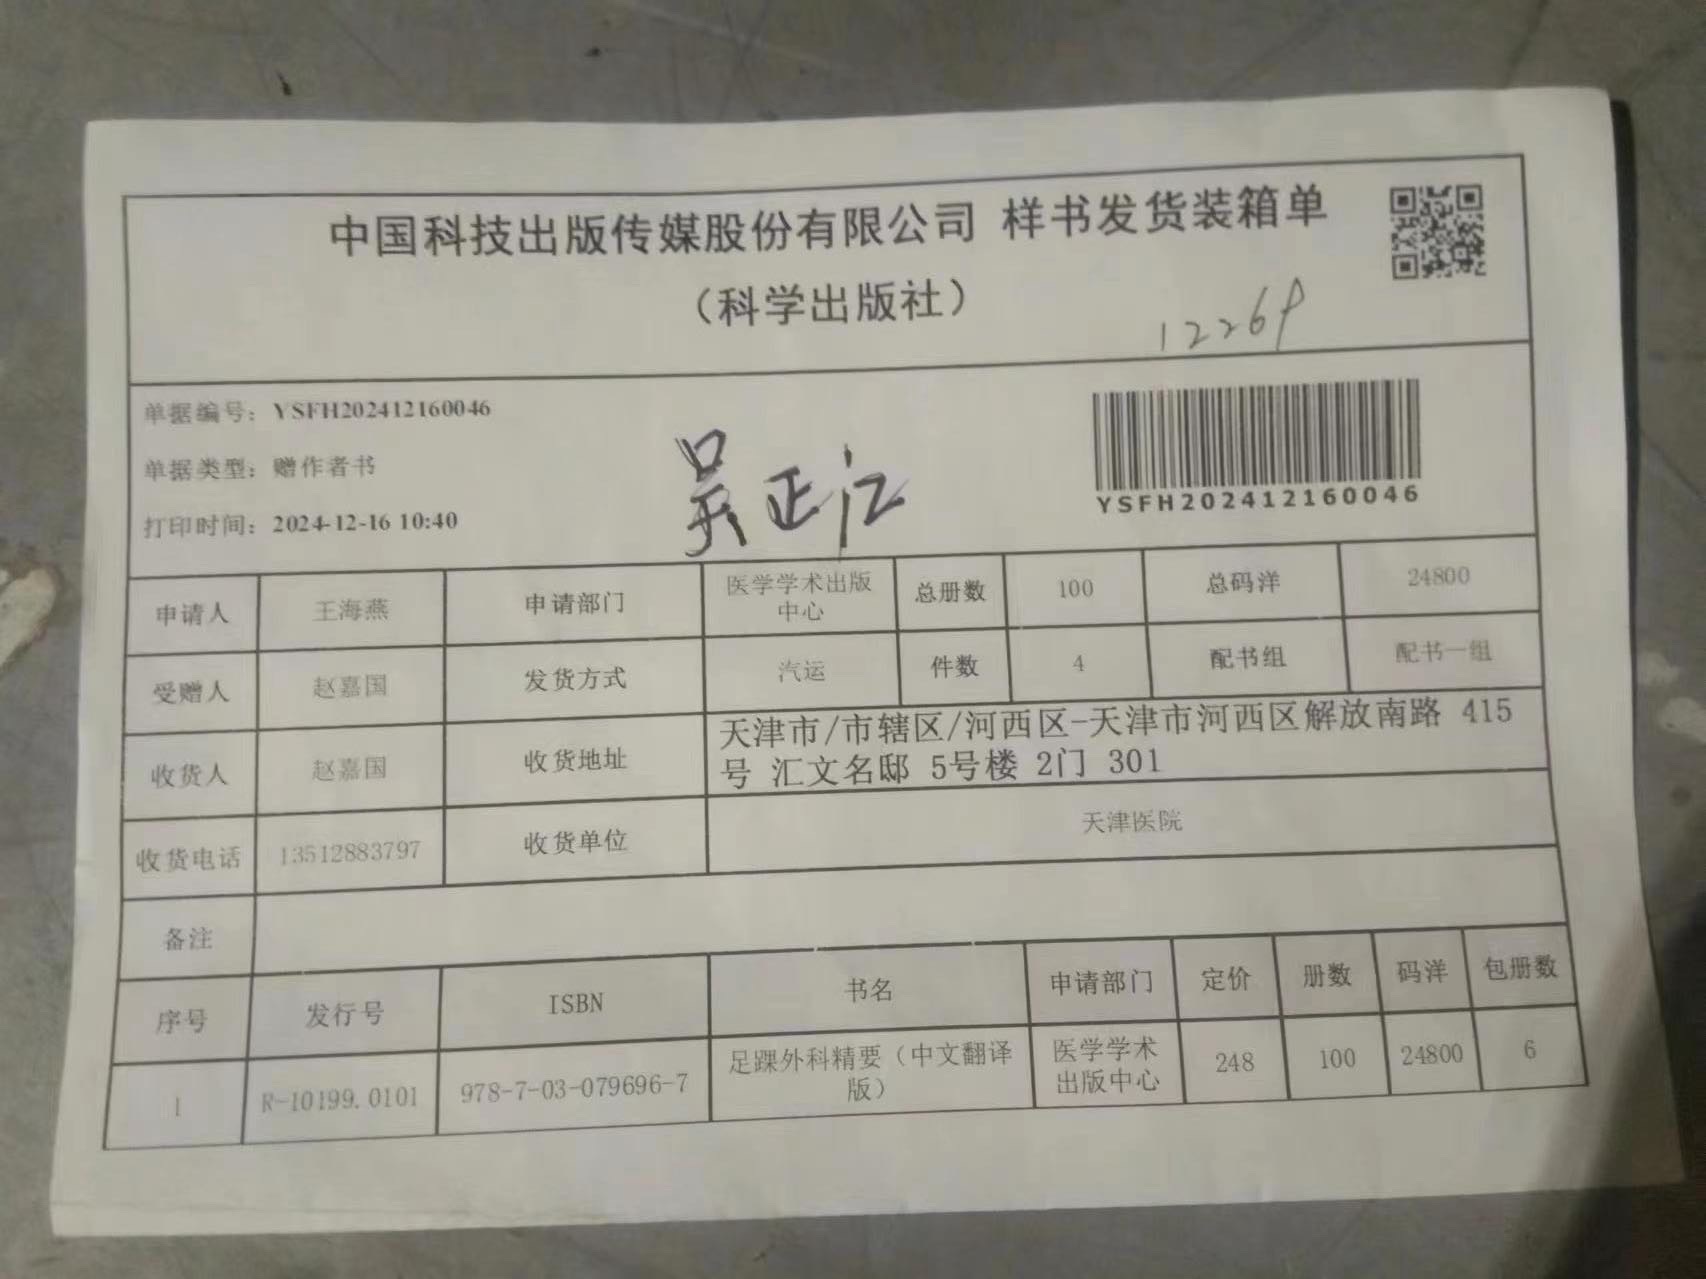 中国科技出版传媒股份有限公司 样书发货装箱单
（科学出版社）
单据编号：YSFH202412160046
单据类型：赠作者书
打印时间：2024-12-16 10:40
吴正江
YSFH202412160046
申请人 王海燕 申请部门 医学学术出版中心 总册数 100 总码洋 24800
受赠人 赵嘉国 发货方式 汽运 件数 4 配书组 配书一组
收货人 赵嘉国 收货地址 天津市/市辖区/河西区-天津市河西区解放南路 415
号 汇文名邸 5号楼 2门 301
收货电话 13512883797 收货单位 天津医院
备注
序号 发行号 ISBN 书名 申请部门 定价 册数 码洋 包册数
1 R-10199.0101 978-7-03-079696-7 足踝外科精要（中文翻译版） 医学学术出版中心 248 100 24800 6